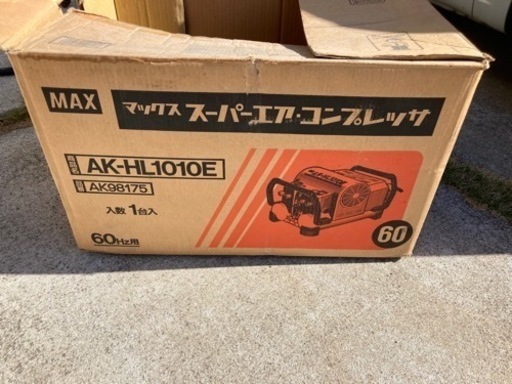 MAX
マックス スーパーエア・コンプレッサ
AK-HL1010E
AK98175
入数 1台入
60Hz用
60